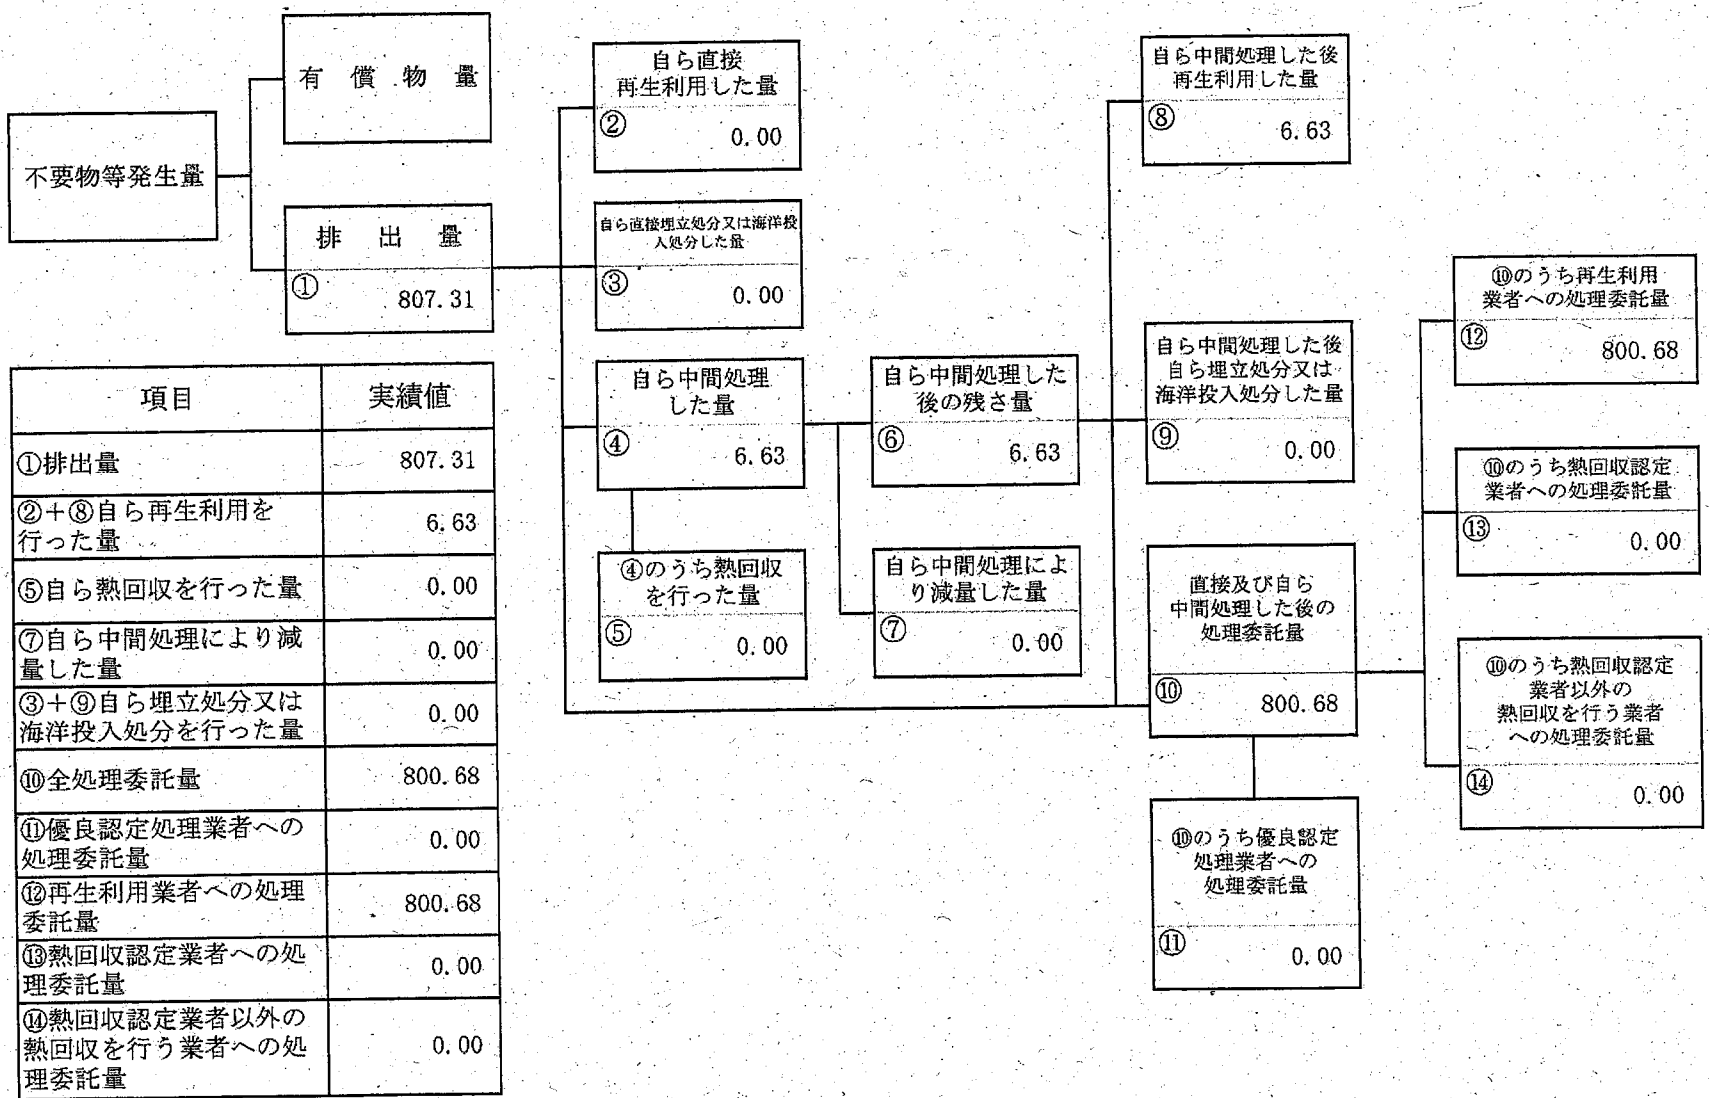 不要物等発生量
有償物量
排出量
①
807.31
自ら直接
再生利用した量
②
0.00
自ら直接埋立処分又は海洋投
入処分した量
③
0.00
自ら中間処理
した量
④
6.63
④のうち熱回収
を行った量
⑤
0.00
自ら中間処理した
後の残さ量
⑥
6.63
自ら中間処理によ
り減量した量
⑦
0.00
自ら中間処理した後
再生利用した量
⑧
6.63
自ら中間処理した後
自ら埋立処分又は
海洋投入処分した量
⑨
0.00
直接及び自ら
中間処理した後の
処理委託量
⑩
800.68
⑩のうち優良認定
処理業者への
処理委託量
⑪
0.00
⑩のうち再生利用
業者への処理委託量
⑫
800.68
⑩のうち熱回収認定
業者への処理委託量
⑬
0.00
⑩のうち熱回収認定
業者以外の
熱回収を行う業者
への処理委託量
⑭
0.00
項目 実績値
①排出量 807.31
②+⑧自ら再生利用を
行った量 6.63
⑤自ら熱回収を行った量 0.00
⑦自ら中間処理により減
量した量 0.00
③+⑨自ら埋立処分又は
海洋投入処分を行った量 0.00
⑩全処理委託量 800.68
⑪優良認定処理業者への
処理委託量 0.00
⑫再生利用業者への処理
委託量 800.68
⑬熱回収認定業者への処
理委託量 0.00
⑭熱回収認定業者以外の
熱回収を行う業者への処
理委託量 0.00